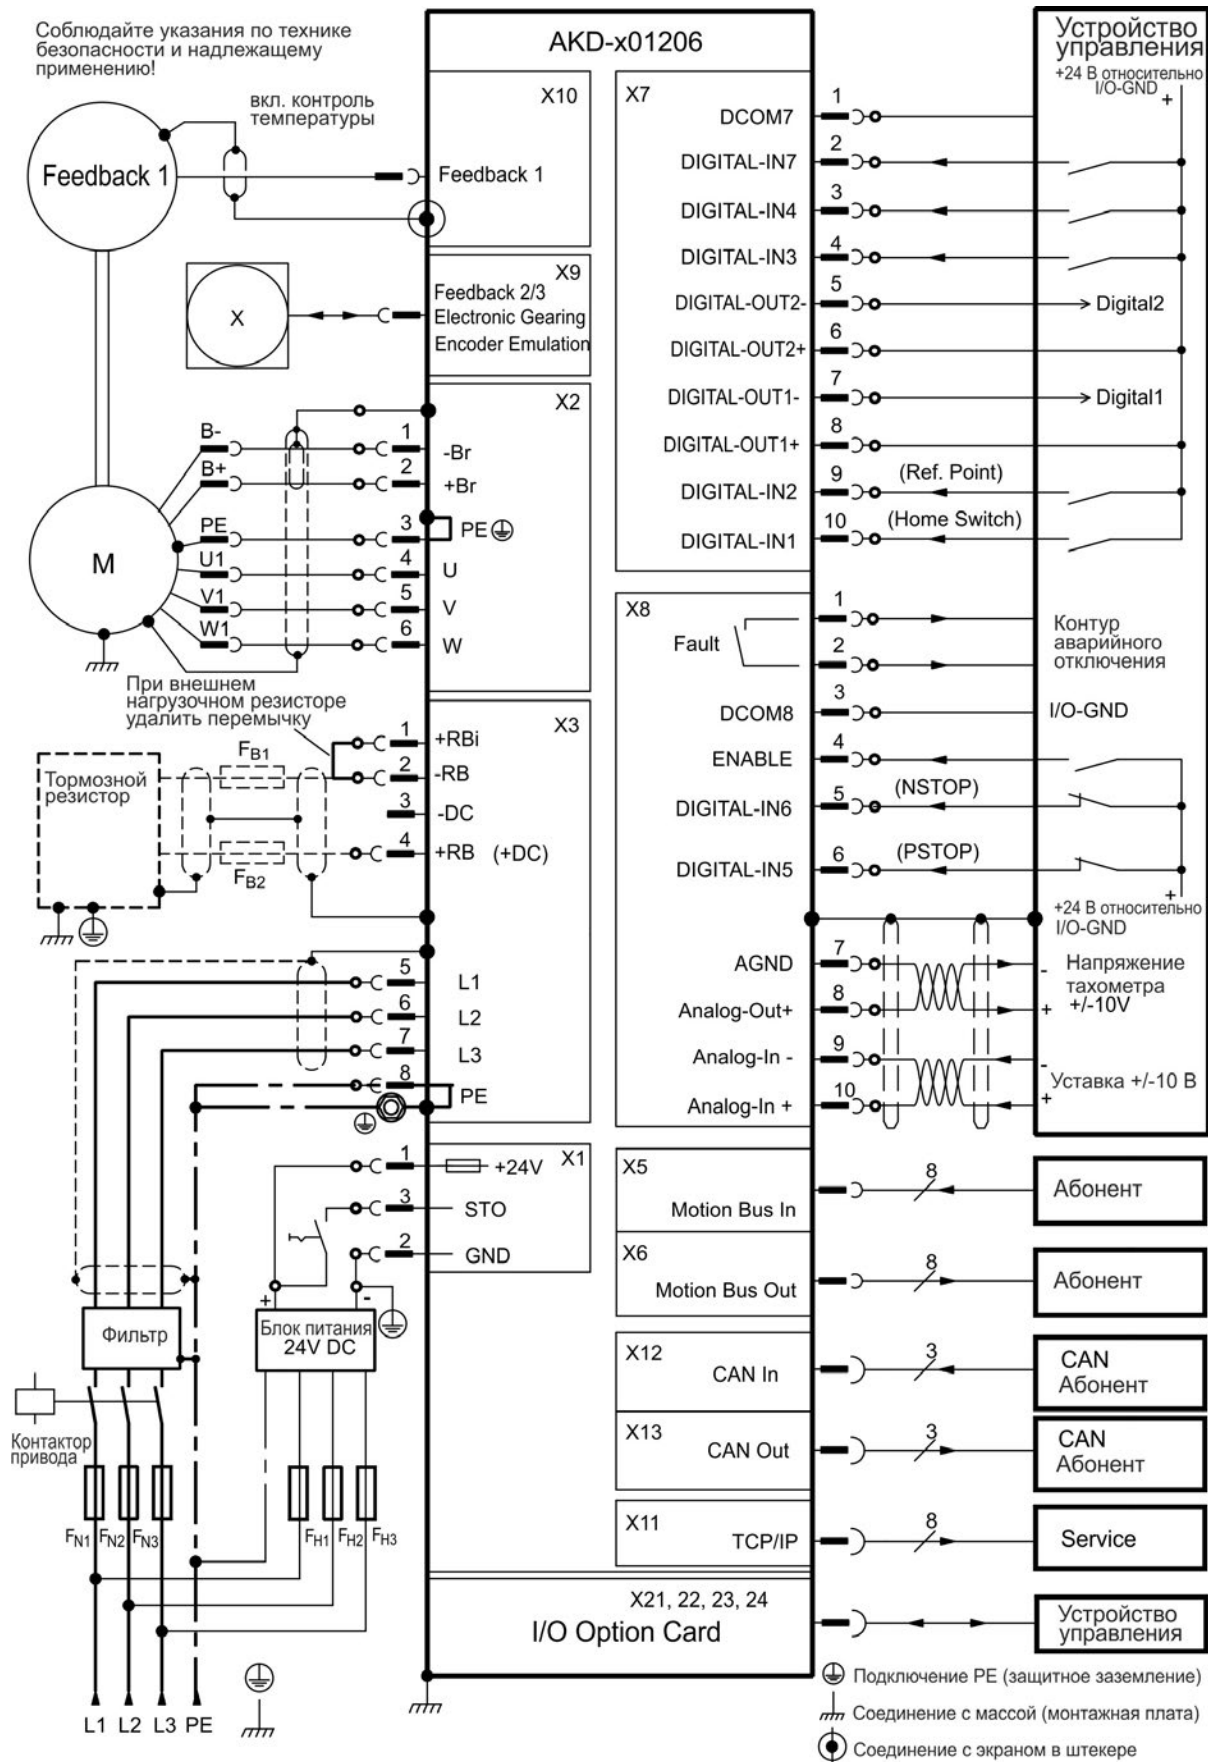 Соблюдайте указания по технике
безопасности и надлежащему
применению!
вкл. контроль
температуры
Feedback 1
X
B-
B+
PE
U1
V1
W1
M
При внешнем
нагрузочном резисторе
удалить перемычку
FB1
Тормозной
резистор
FB2
Фильтр
Контактор
привода
FN1 FN2 FN3
+ -
Блок питания
24V DC
FH1 FH2 FH3
L1 L2 L3 PE
AKD-x01206
X10
Feedback 1
X9
Feedback 2/3
Electronic Gearing
Encoder Emulation
X2
1 -Br
2 +Br
3 PE
4 U
5 V
6 W
X3
1 +RBi
2 -RB
3 -DC
4 +RB (+DC)
5 L1
6 L2
7 L3
8 PE
X1
1 +24V
3 STO
2 GND
X7
DCOM7 1
DIGITAL-IN7 2
DIGITAL-IN4 3
DIGITAL-IN3 4
DIGITAL-OUT2- 5 Digital2
DIGITAL-OUT2+ 6
DIGITAL-OUT1- 7 Digital1
DIGITAL-OUT1+ 8
DIGITAL-IN2 9 (Ref. Point)
DIGITAL-IN1 10 (Home Switch)
X8
Fault 1
2
DCOM8 3 I/O-GND
ENABLE 4
DIGITAL-IN6 5 (NSTOP)
DIGITAL-IN5 6 (PSTOP)
AGND 7 -
Analog-Out+ 8 +
Analog-In - 9 -
Analog-In + 10 +
Устройство
управления
+24 В относительно
I/O-GND
+
Контур
аварийного
отключения
+
+24 В относительно
I/O-GND
Напряжение
тахометра
+/-10V
Уставка +/-10 В
X5
Motion Bus In 8 Абонент
X6
Motion Bus Out 8 Абонент
X12
CAN In 3 CAN
Абонент
X13
CAN Out 3 CAN
Абонент
X11
TCP/IP 8 Service
X21, 22, 23, 24
I/O Option Card
Устройство
управления
Подключение PE (защитное заземление)
Соединение с массой (монтажная плата)
Соединение с экраном в штекере